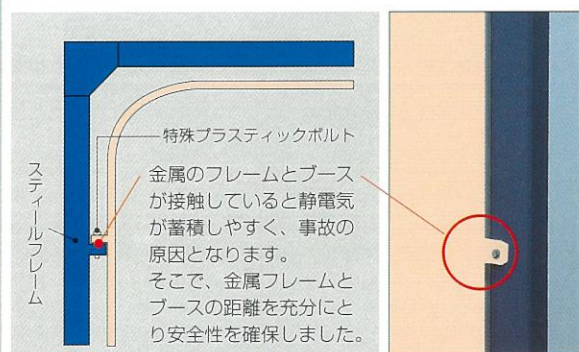 特殊プラスティックボルト
スティールフレーム
金属のフレームとブース
が接触していると静電気
が蓄積しやすく、事故の
原因となります。
そこで、金属フレームと
ブースの距離を充分にと
り安全性を確保しました。